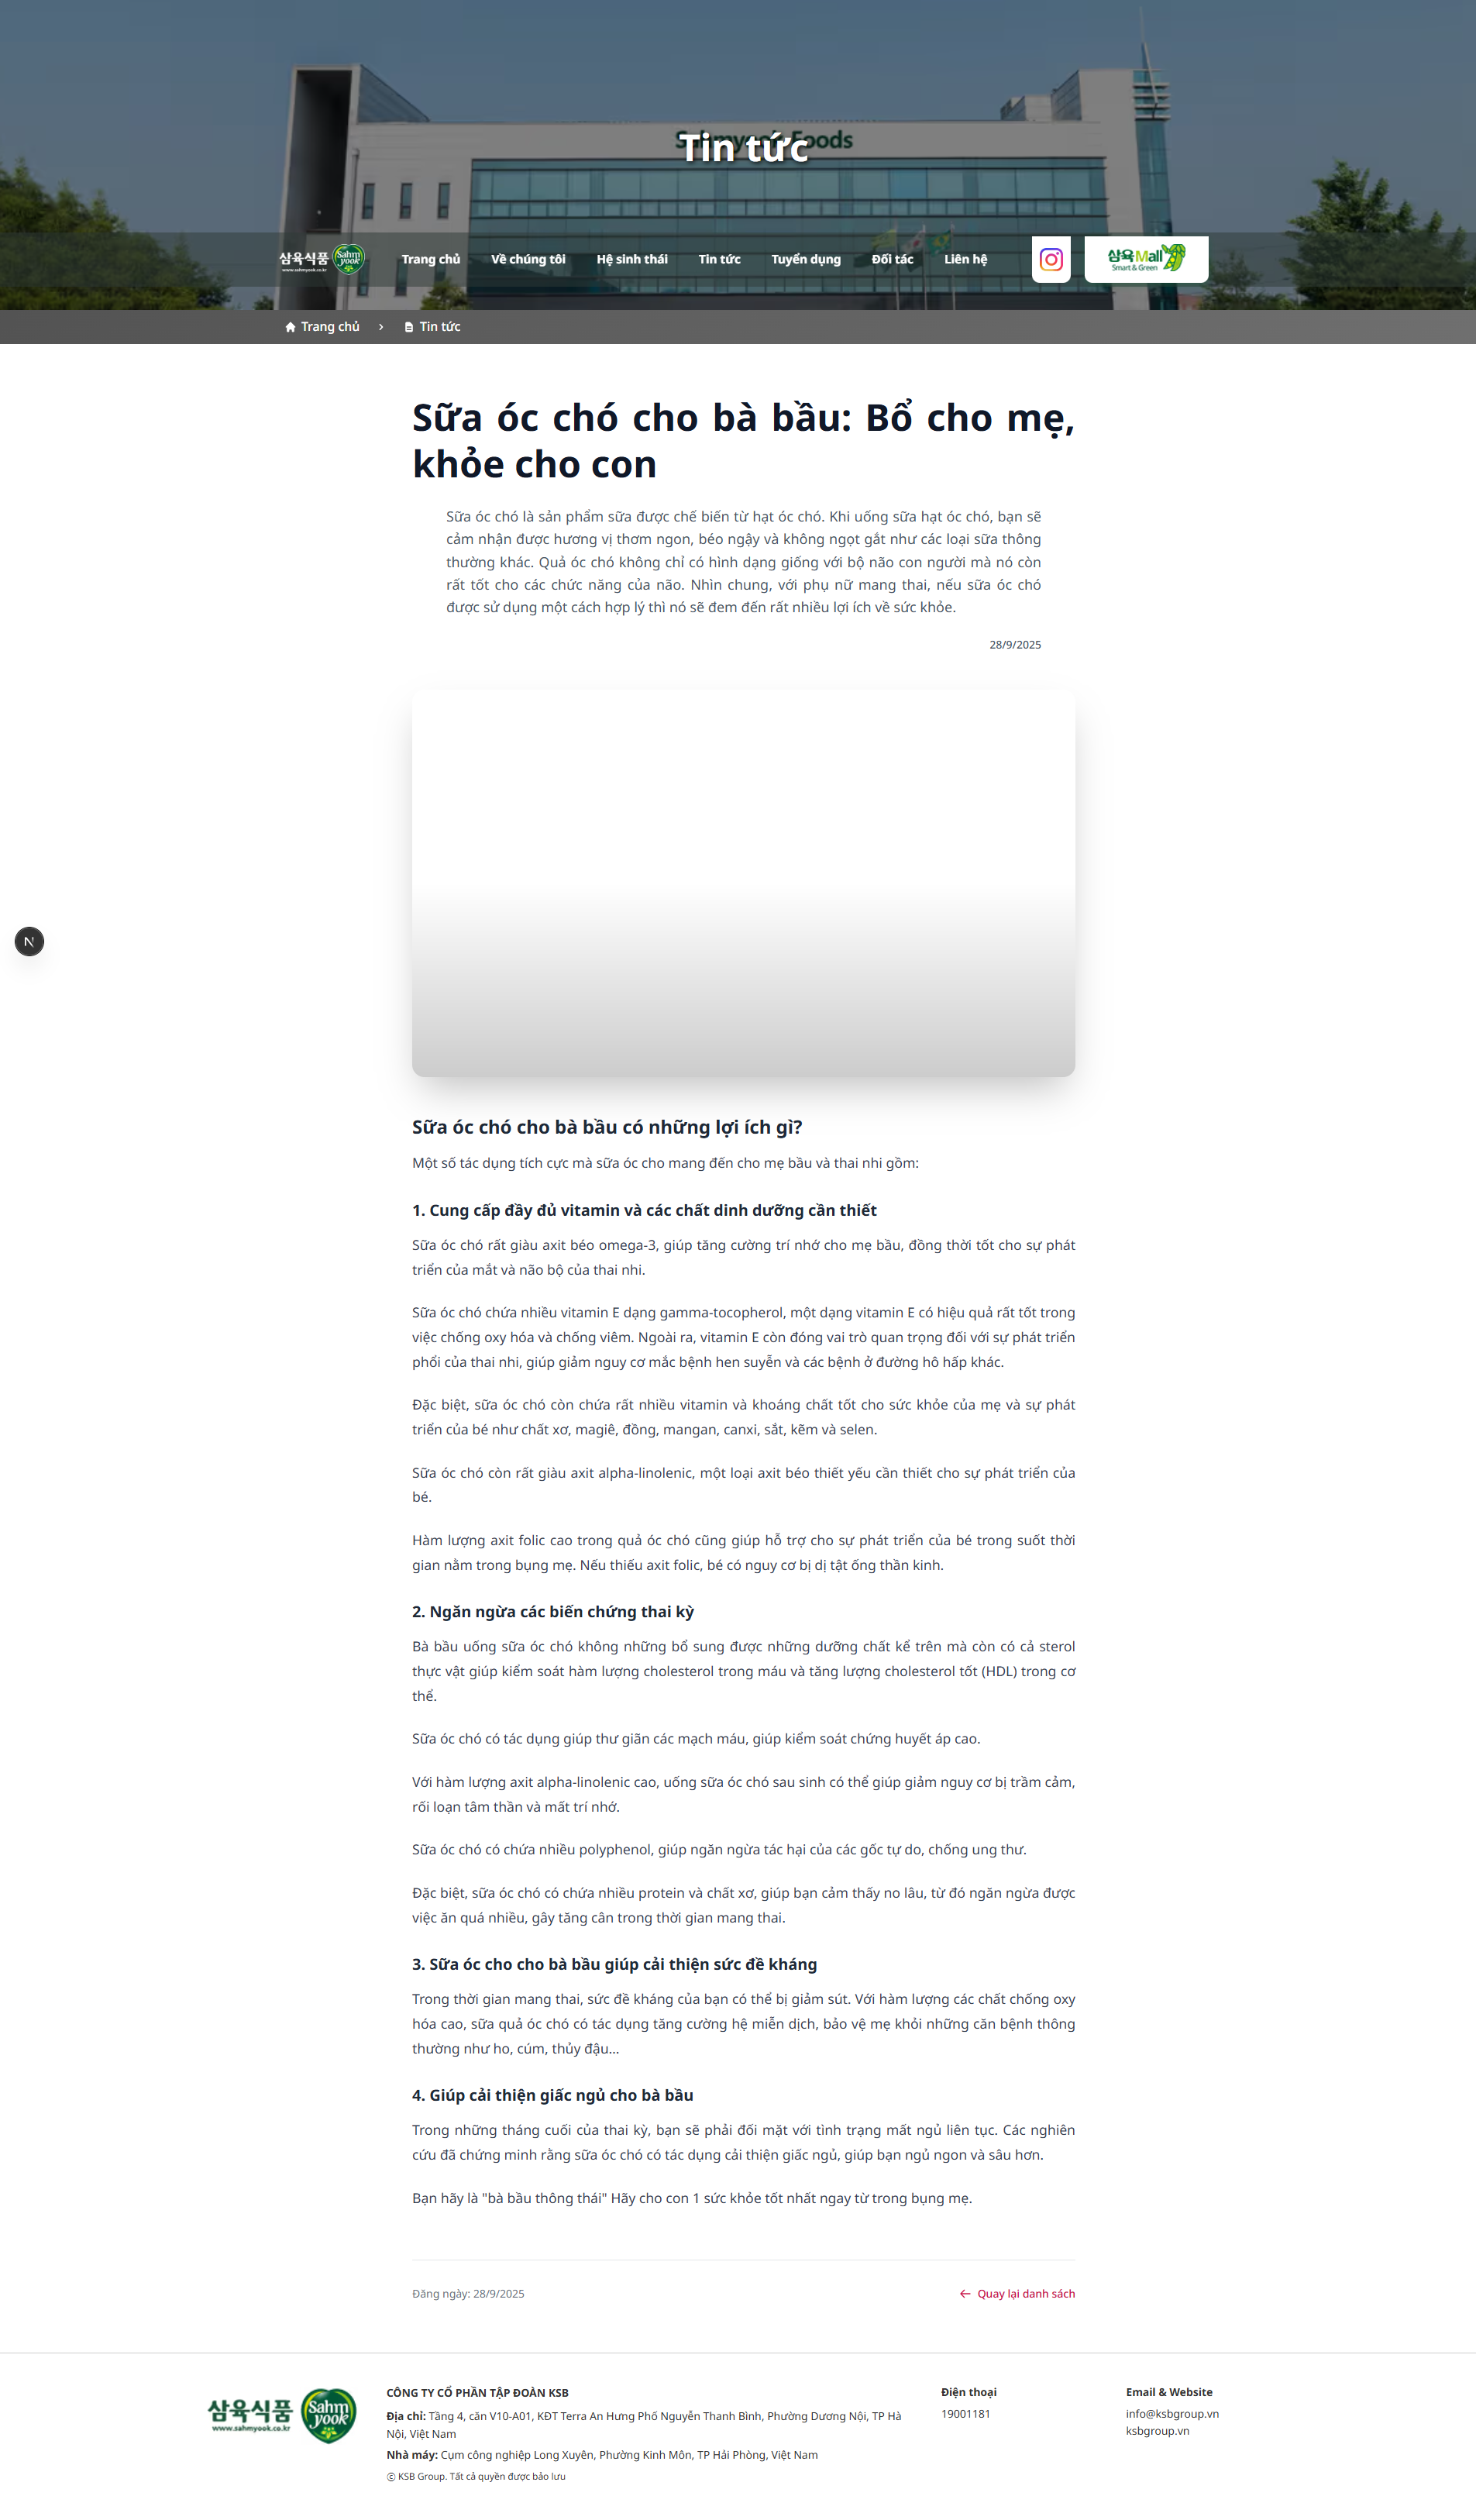 Sahmyook Foods
Tin tức
삼육식품
www.sahmyook.co.kr
Sahm
yook
Trang chủ
Về chúng tôi
Hệ sinh thái
Tin tức
Tuyển dụng
Đối tác
Liên hệ
삼육Mall
Smart & Green
Trang chủ
Tin tức
Sữa óc chó cho bà bầu: Bổ cho mẹ,
khỏe cho con
Sữa óc chó là sản phẩm sữa được chế biến từ hạt óc chó. Khi uống sữa hạt óc chó, bạn sẽ
cảm nhận được hương vị thơm ngon, béo ngậy và không ngọt gắt như các loại sữa thông
thường khác. Quả óc chó không chỉ có hình dạng giống với bộ não con người mà nó còn
rất tốt cho các chức năng của não. Nhìn chung, với phụ nữ mang thai, nếu sữa óc chó
được sử dụng một cách hợp lý thì nó sẽ đem đến rất nhiều lợi ích về sức khỏe.
28/9/2025
N
Sữa óc chó cho bà bầu có những lợi ích gì?
Một số tác dụng tích cực mà sữa óc cho mang đến cho mẹ bầu và thai nhi gồm:
1. Cung cấp đầy đủ vitamin và các chất dinh dưỡng cần thiết
Sữa óc chó rất giàu axit béo omega-3, giúp tăng cường trí nhớ cho mẹ bầu, đồng thời tốt cho sự phát
triển của mắt và não bộ của thai nhi.
Sữa óc chó chứa nhiều vitamin E dạng gamma-tocopherol, một dạng vitamin E có hiệu quả rất tốt trong
việc chống oxy hóa và chống viêm. Ngoài ra, vitamin E còn đóng vai trò quan trọng đối với sự phát triển
phổi của thai nhi, giúp giảm nguy cơ mắc bệnh hen suyễn và các bệnh ở đường hô hấp khác.
Đặc biệt, sữa óc chó còn chứa rất nhiều vitamin và khoáng chất tốt cho sức khỏe của mẹ và sự phát
triển của bé như chất xơ, magiê, đồng, mangan, canxi, sắt, kẽm và selen.
Sữa óc chó còn rất giàu axit alpha-linolenic, một loại axit béo thiết yếu cần thiết cho sự phát triển của
bé.
Hàm lượng axit folic cao trong quả óc chó cũng giúp hỗ trợ cho sự phát triển của bé trong suốt thời
gian nằm trong bụng mẹ. Nếu thiếu axit folic, bé có nguy cơ bị dị tật ống thần kinh.
2. Ngăn ngừa các biến chứng thai kỳ
Bà bầu uống sữa óc chó không những bổ sung được những dưỡng chất kể trên mà còn có cả sterol
thực vật giúp kiểm soát hàm lượng cholesterol trong máu và tăng lượng cholesterol tốt (HDL) trong cơ
thể.
Sữa óc chó có tác dụng giúp thư giãn các mạch máu, giúp kiểm soát chứng huyết áp cao.
Với hàm lượng axit alpha-linolenic cao, uống sữa óc chó sau sinh có thể giúp giảm nguy cơ bị trầm cảm,
rối loạn tâm thần và mất trí nhớ.
Sữa óc chó có chứa nhiều polyphenol, giúp ngăn ngừa tác hại của các gốc tự do, chống ung thư.
Đặc biệt, sữa óc chó có chứa nhiều protein và chất xơ, giúp bạn cảm thấy no lâu, từ đó ngăn ngừa được
việc ăn quá nhiều, gây tăng cân trong thời gian mang thai.
3. Sữa óc cho cho bà bầu giúp cải thiện sức đề kháng
Trong thời gian mang thai, sức đề kháng của bạn có thể bị giảm sút. Với hàm lượng các chất chống oxy
hóa cao, sữa quả óc chó có tác dụng tăng cường hệ miễn dịch, bảo vệ mẹ khỏi những căn bệnh thông
thường như ho, cúm, thủy đậu...
4. Giúp cải thiện giấc ngủ cho bà bầu
Trong những tháng cuối của thai kỳ, bạn sẽ phải đối mặt với tình trạng mất ngủ liên tục. Các nghiên
cứu đã chứng minh rằng sữa óc chó có tác dụng cải thiện giấc ngủ, giúp bạn ngủ ngon và sâu hơn.
Bạn hãy là "bà bầu thông thái" Hãy cho con 1 sức khỏe tốt nhất ngay từ trong bụng mẹ.
Đăng ngày: 28/9/2025
Quay lại danh sách
삼육식품
www.sahmyook.co.kr
Sahm
yook
CÔNG TY CỔ PHẦN TẬP ĐOÀN KSB
Địa chỉ: Tầng 4, căn V10-A01, KĐT Terra An Hưng Phố Nguyễn Thanh Bình, Phường Dương Nội, TP Hà
Nội, Việt Nam
Nhà máy: Cụm công nghiệp Long Xuyên, Phường Kinh Môn, TP Hải Phòng, Việt Nam
© KSB Group. Tất cả quyền được bảo lưu
Điện thoại
19001181
Email & Website
info@ksbgroup.vn
ksbgroup.vn